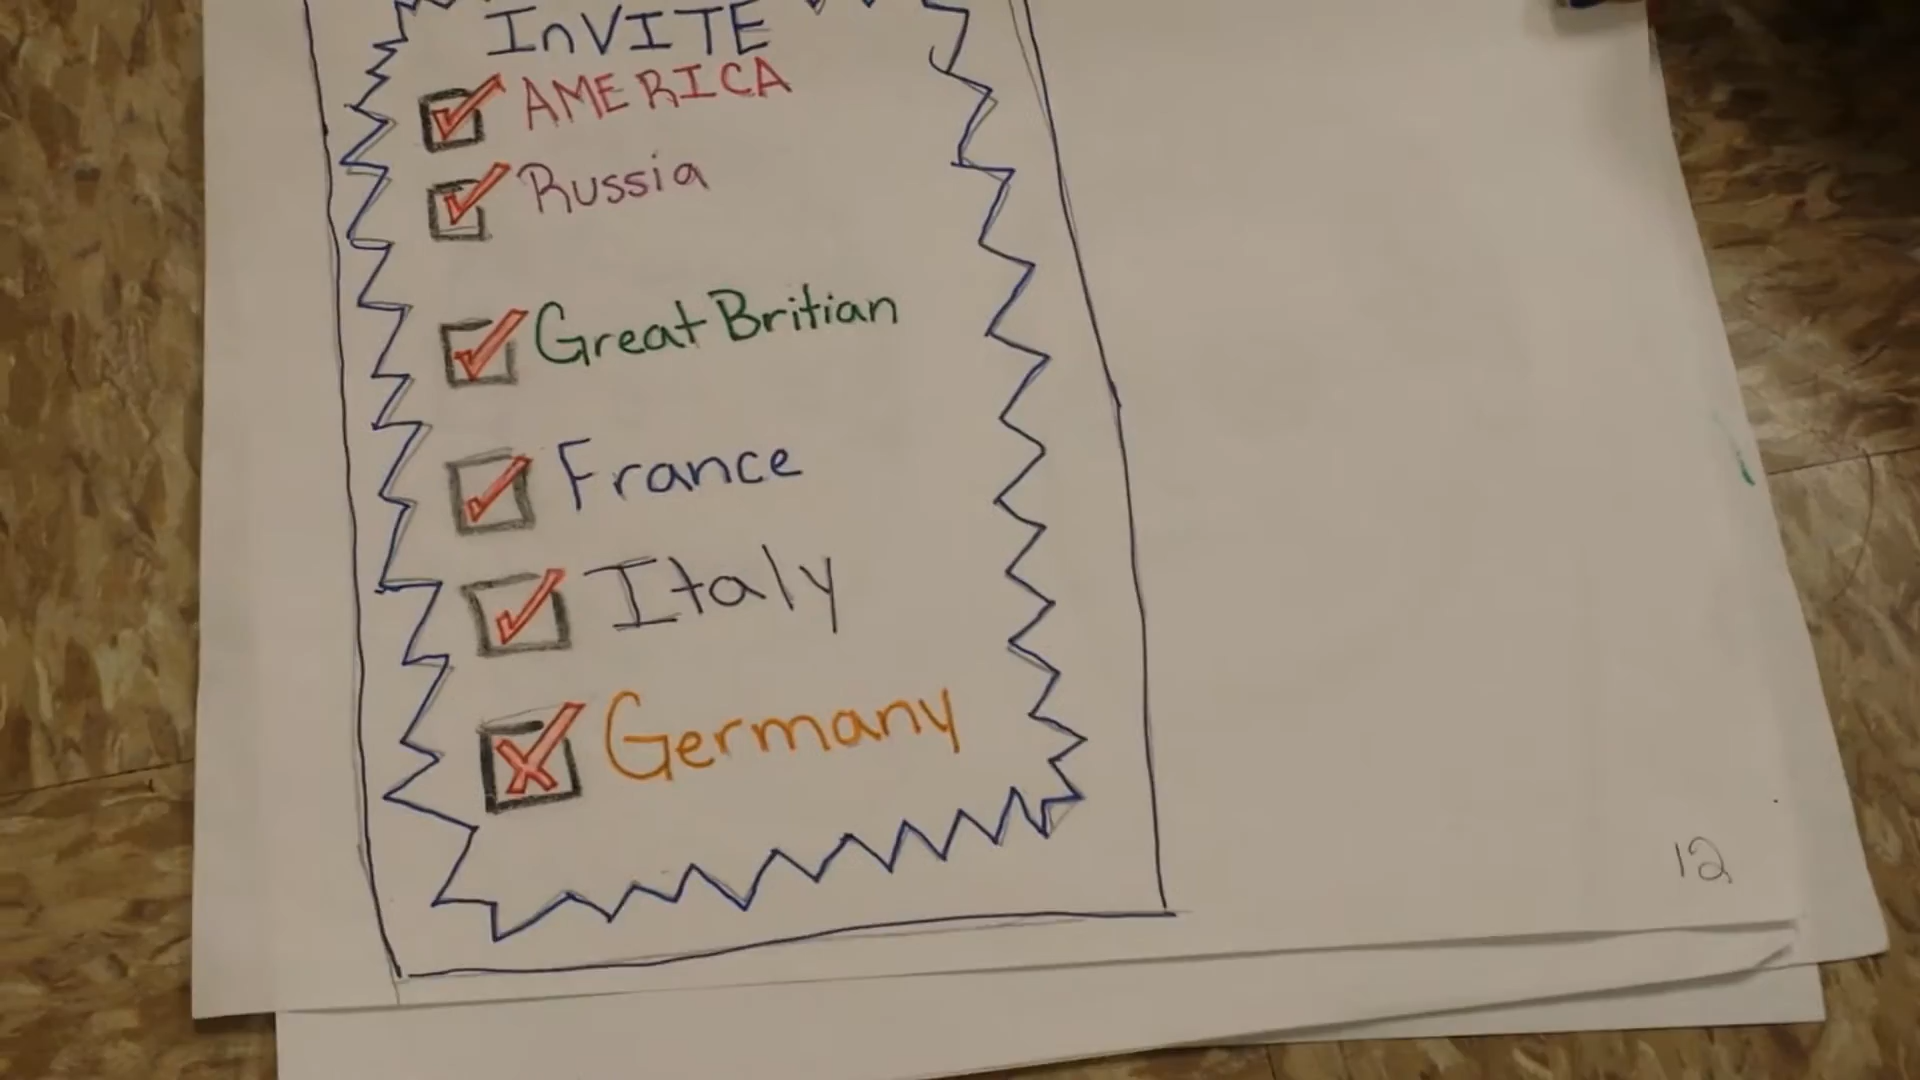 InVITE
AMERICA
Russia
Great Britian
France
Italy
Germany
12